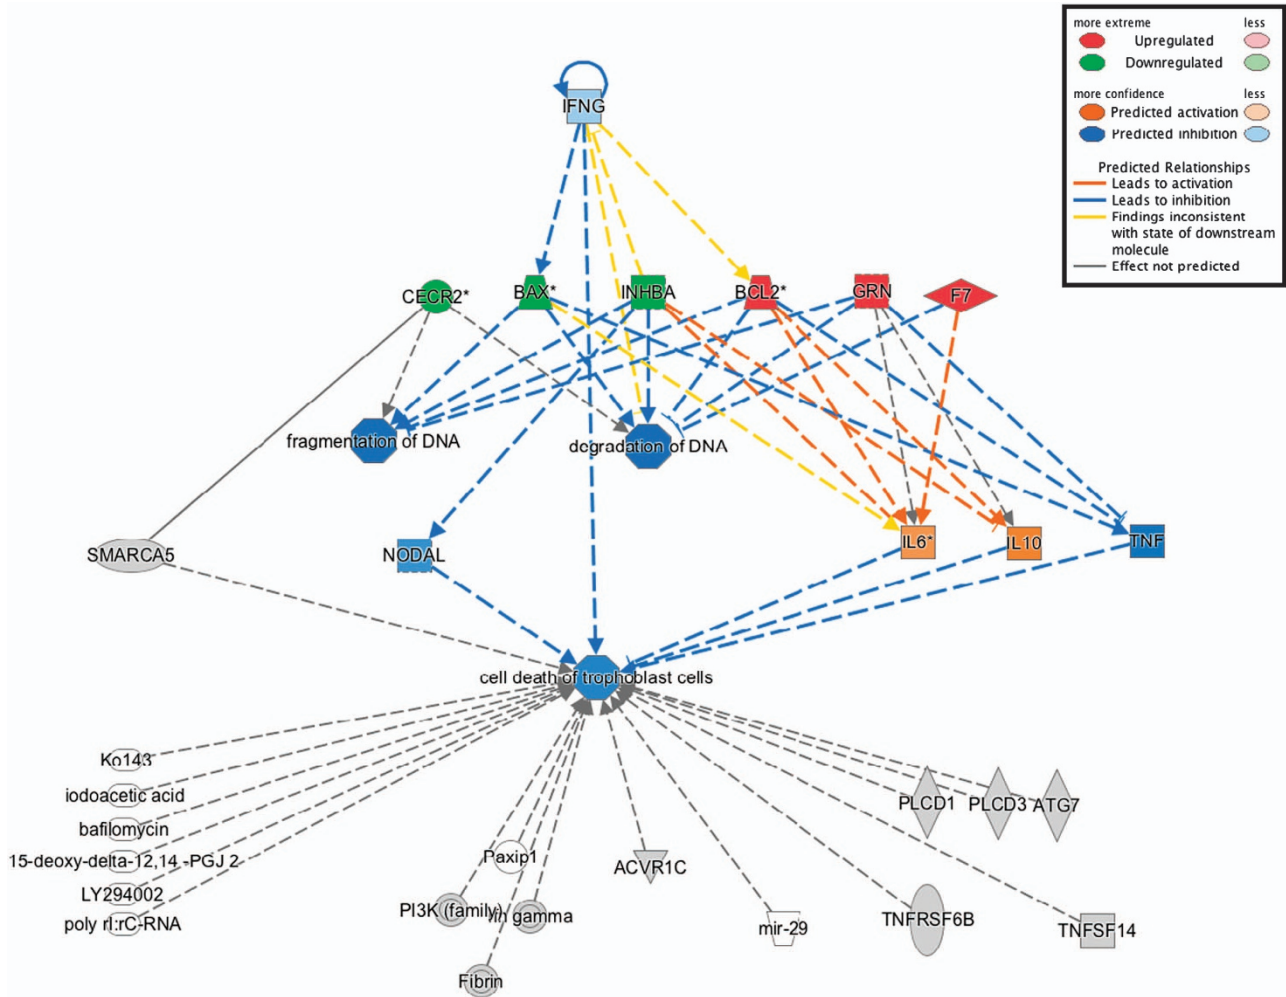 more extreme less
Upregulated
Downregulated
more confidence less
Predicted activation
Predicted inhibition
Predicted Relationships
Leads to activation
Leads to inhibition
Findings inconsistent
with state of downstream
molecule
Effect not predicted
IFNG
CECR2*
BAX*
INHBA
BCL2*
GRN
F7
fragmentation of DNA
degradation of DNA
SMARCA5
NODAL
IL6*
IL10
TNF
cell death of trophoblast cells
Ko143
iodoacetic acid
bafilomycin
15-deoxy-delta-12,14 -PGJ 2
LY294002
poly rI:rC-RNA
Paxip1
PI3K (family)
gamma
Fibrin
ACVR1C
mir-29
PLCD1
PLCD3
ATG7
TNFRSF6B
TNFSF14